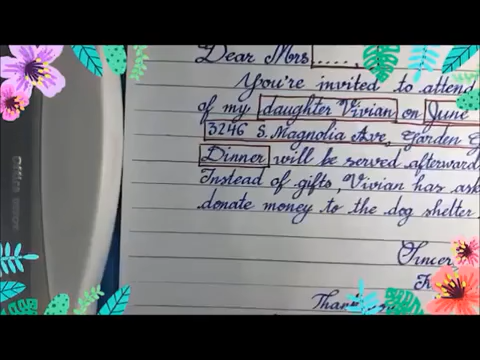 Dear Mrs.....,
You're invited to attend
of my daughter Vivian on June
3246 S. Magnolia Ave, Garden G
Dinner will be served afterward
Instead of gifts, Vivian has ask
donate money to the dog shelter.
Sincer
Office